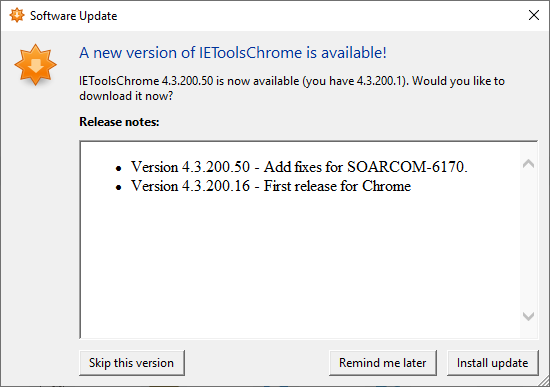 Software Update
A new version of IEToolsChrome is available!
IEToolsChrome 4.3.200.50 is now available (you have 4.3.200.1). Would you like to
download it now?
Release notes:
• Version 4.3.200.50 - Add fixes for SOARCOM-6170.
• Version 4.3.200.16 - First release for Chrome
Skip this version
Remind me later
Install update